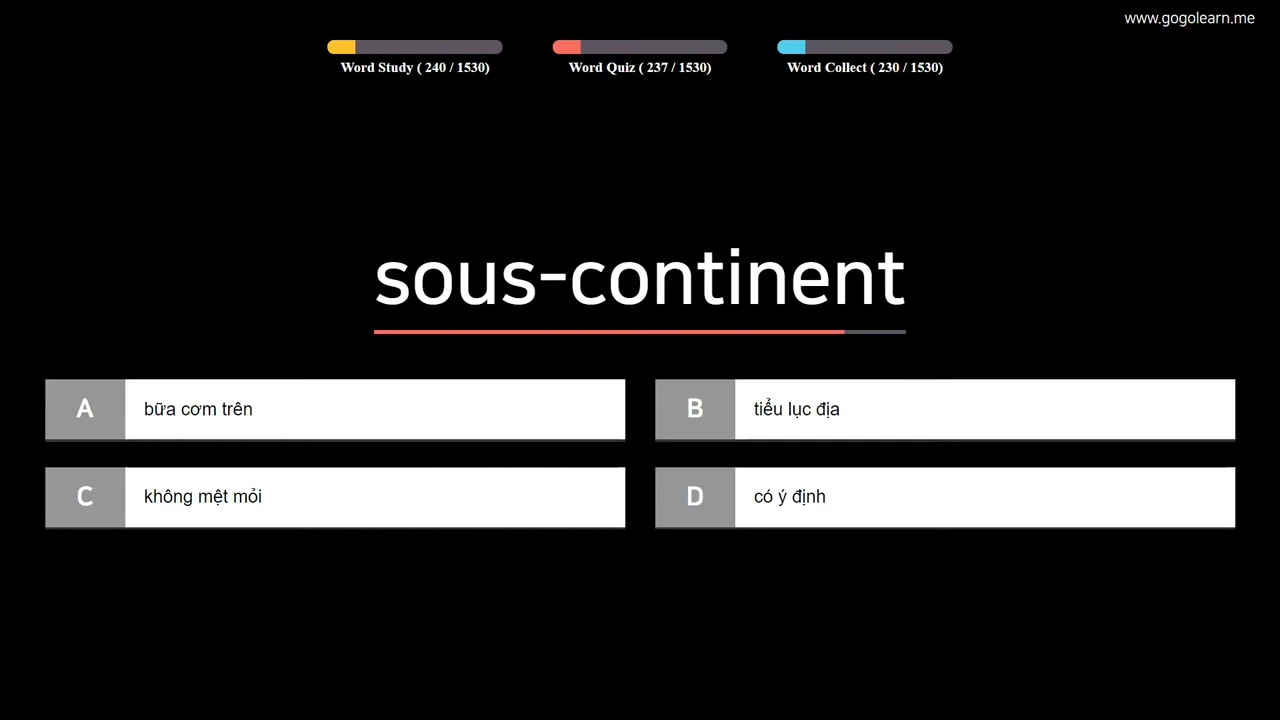 www.gogolearn.me
Word Study ( 240 / 1530)
Word Quiz ( 237 / 1530)
Word Collect ( 230 / 1530)
sous-continent
A bữa cơm trên
B tiểu lục địa
C không mệt mỏi
D có ý định